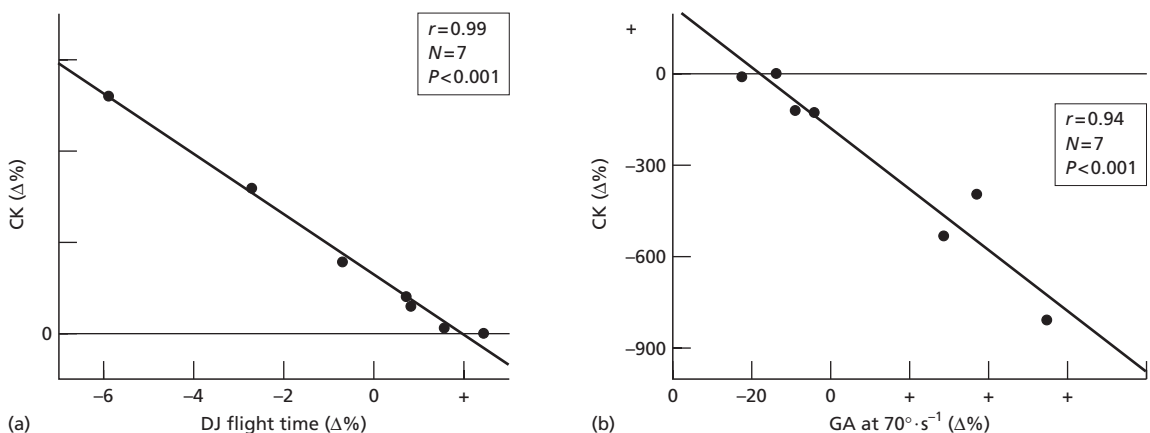 r=0.99
N=7
P<0.001
CK (Δ%)
0
−6
−4
−2
0
+
(a)
DJ flight time (Δ%)
+
0
−300
−600
−900
r=0.94
N=7
P<0.001
CK (Δ%)
0
−20
0
+
+
+
(b)
GA at 70°·s⁻¹ (Δ%)